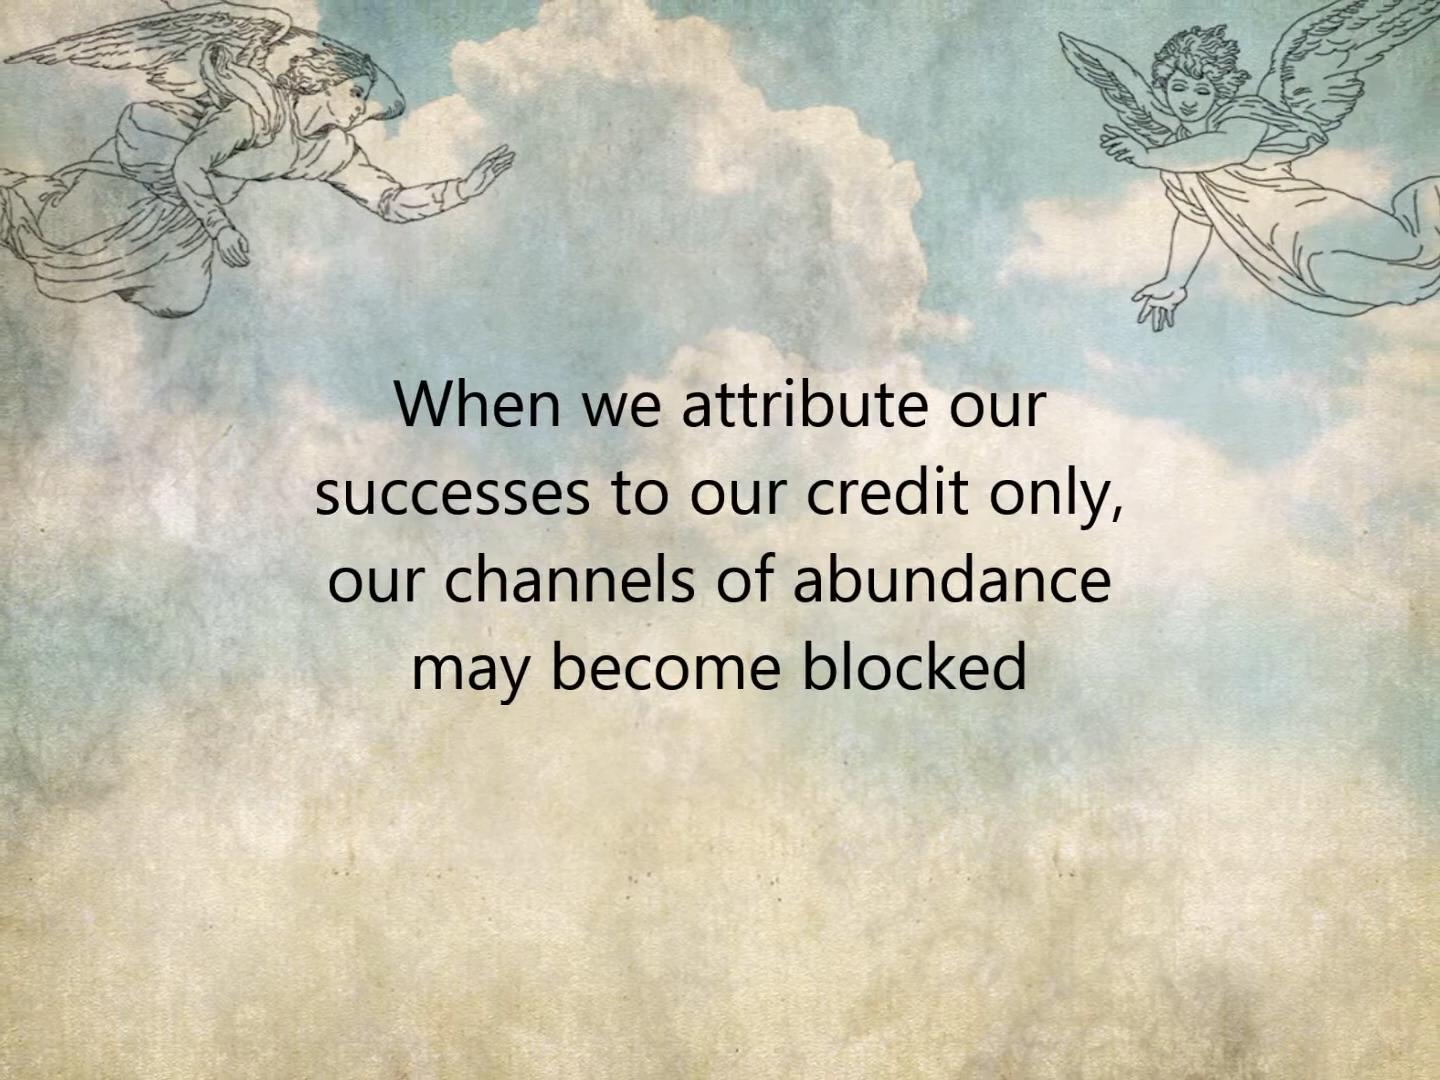 When we attribute our
successes to our credit only,
our channels of abundance
may become blocked